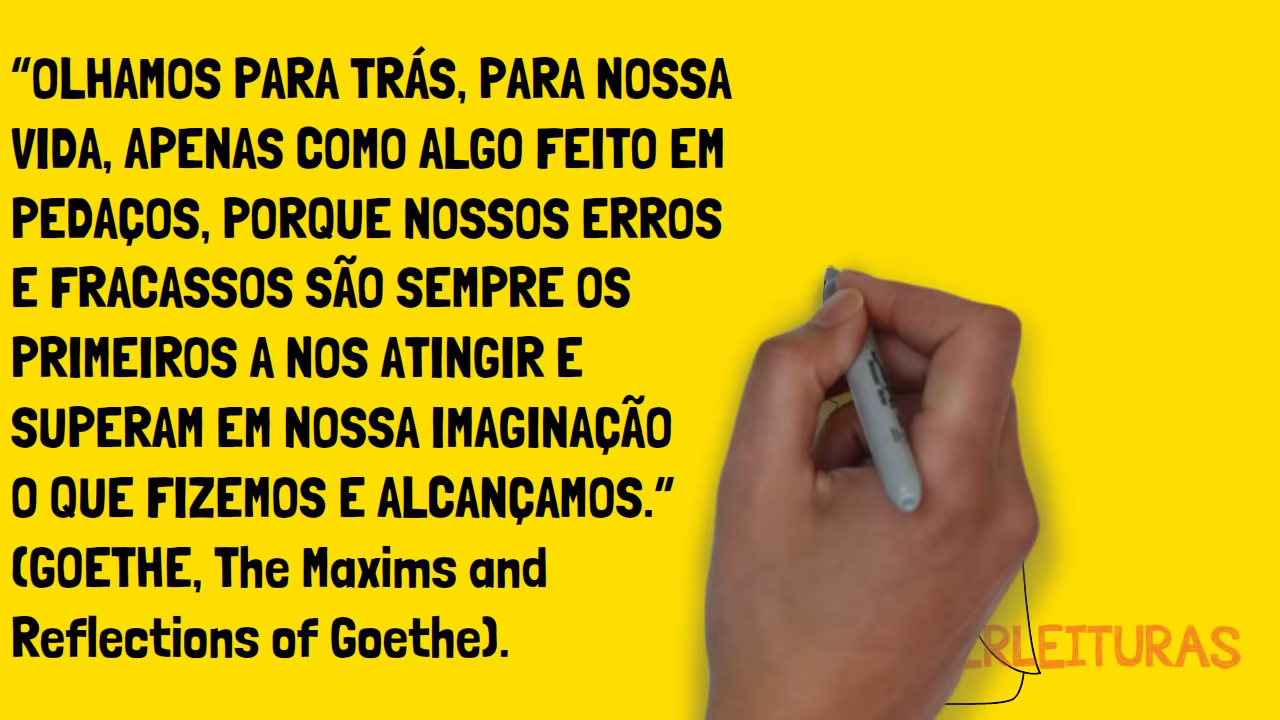 “OLHAMOS PARA TRÁS, PARA NOSSA
VIDA, APENAS COMO ALGO FEITO EM
PEDAÇOS, PORQUE NOSSOS ERROS
E FRACASSOS SÃO SEMPRE OS
PRIMEIROS A NOS ATINGIR E
SUPERAM EM NOSSA IMAGINAÇÃO
O QUE FIZEMOS E ALCANÇAMOS.”
(GOETHE, The Maxims and
Reflections of Goethe).